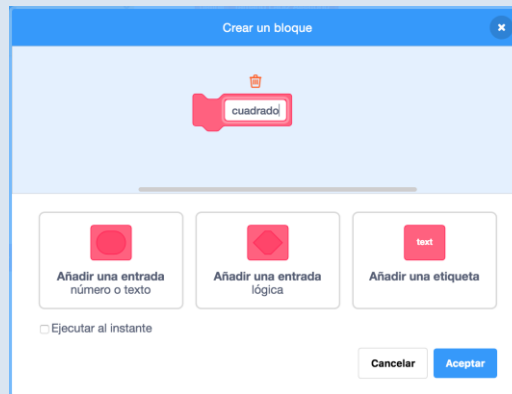 Crear un bloque
cuadrado
text
Añadir una entrada
número o texto
Añadir una entrada
lógica
Añadir una etiqueta
Ejecutar al instante
Cancelar
Aceptar